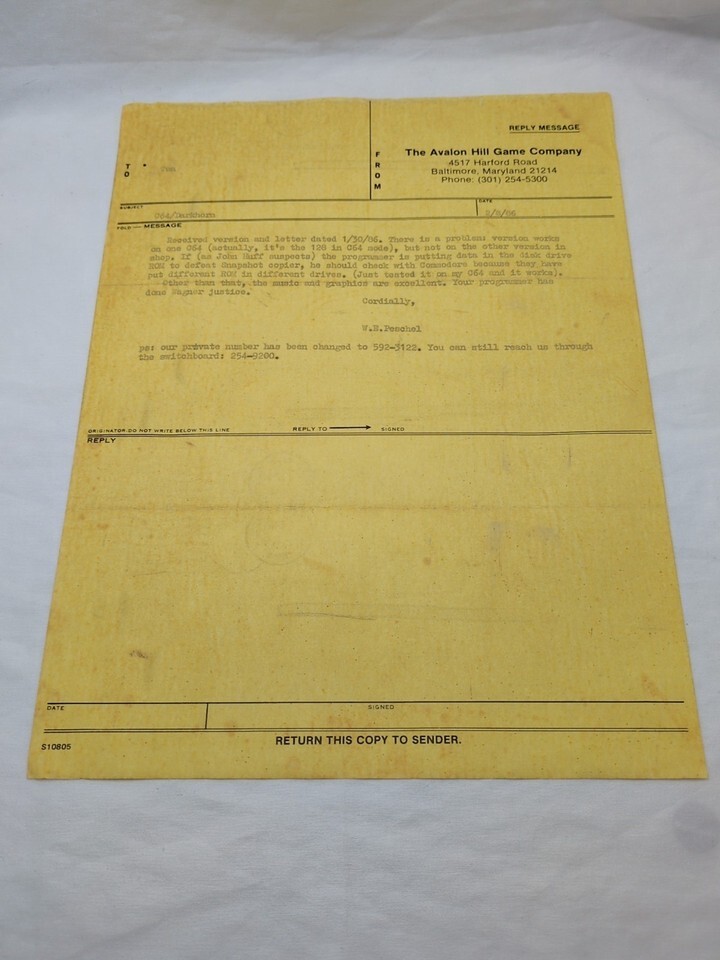 REPLY MESSAGE
TO
FROM
The Avalon Hill Game Company
4517 Harford Road
Baltimore, Maryland 21214
Phone: (301) 254-5300
SUBJECT
C64/Darkhorn
DATE
2/8/86
FOLD
MESSAGE
Received version and letter dated 1/30/86. There is a problem: version works
on one C64 (actually, it's the 128 in C64 mode), but not on the other version in
shop. If (as John Huff suspects) the programmer is putting data in the disk drive
ROM to defeat Snapshot copier, he should check with Commodore because they have
put different ROM in different drives. (Just tested it on my C64 and it works).
Other than that, the music and graphics are excellent. Your programmer has
done Wagner justice.
Cordially,
W.E.Peschel
ps: our private number has been changed to 592-3122. You can still reach us through
the switchboard: 254-9200.
ORIGINATOR-DO NOT WRITE BELOW THIS LINE
REPLY TO
SIGNED
REPLY
DATE
SIGNED
S10805
RETURN THIS COPY TO SENDER.